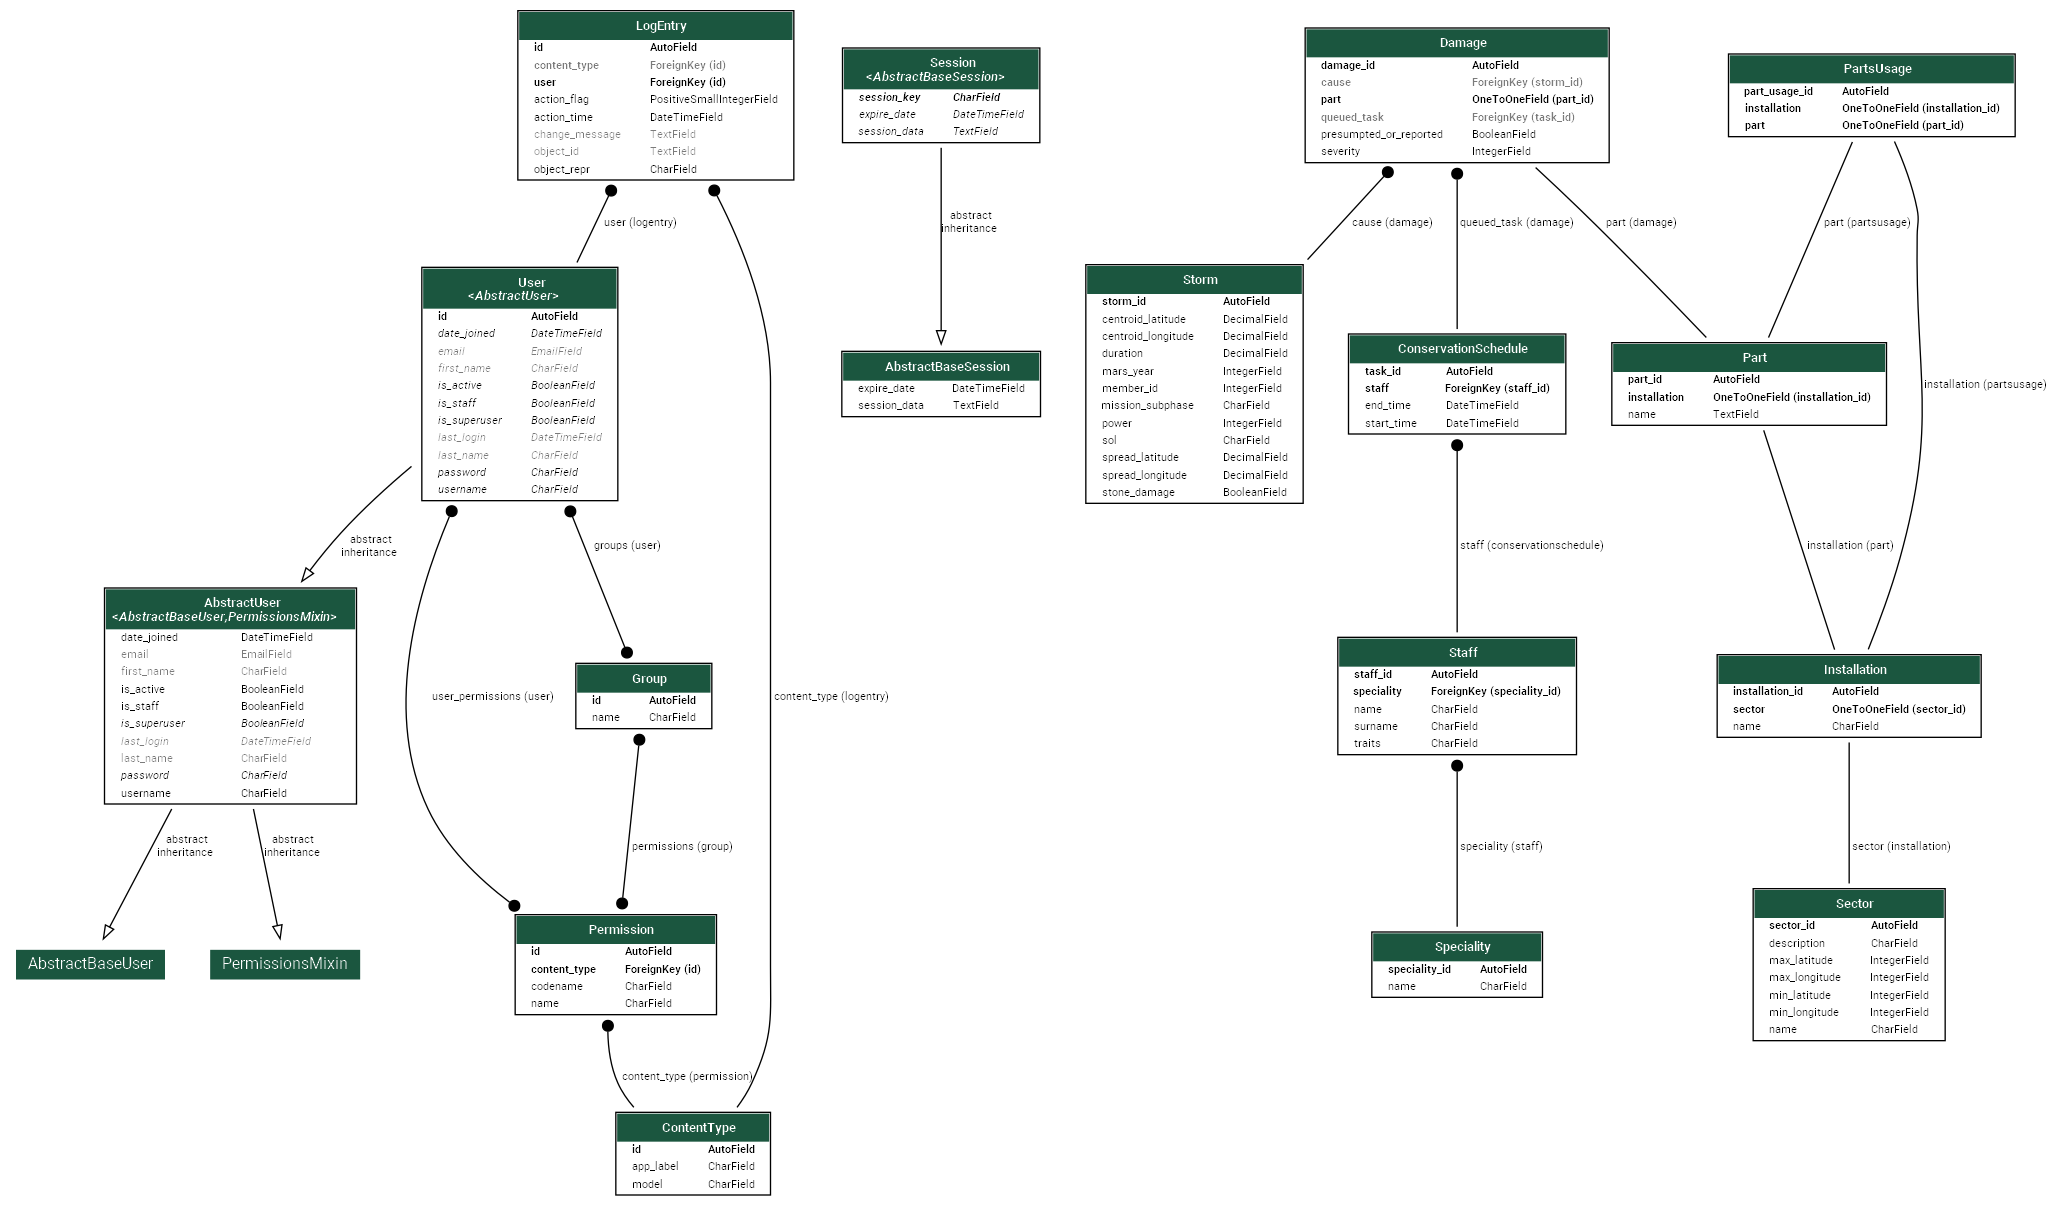 LogEntry
id AutoField
content_type ForeignKey (id)
user ForeignKey (id)
action_flag PositiveSmallIntegerField
action_time DateTimeField
change_message TextField
object_id TextField
object_repr CharField
Session
<AbstractBaseSession>
session_key CharField
expire_date DateTimeField
session_data TextField
Damage
damage_id AutoField
cause ForeignKey (storm_id)
part OneToOneField (part_id)
queued_task ForeignKey (task_id)
presumpted_or_reported BooleanField
severity IntegerField
PartsUsage
part_usage_id AutoField
installation OneToOneField (installation_id)
part OneToOneField (part_id)
user (logentry)
abstract
inheritance
cause (damage)
queued_task (damage)
part (damage)
part (partsusage)
User
<AbstractUser>
id AutoField
date_joined DateTimeField
email EmailField
first_name CharField
is_active BooleanField
is_staff BooleanField
is_superuser BooleanField
last_login DateTimeField
last_name CharField
password CharField
username CharField
AbstractBaseSession
expire_date DateTimeField
session_data TextField
Storm
storm_id AutoField
centroid_latitude DecimalField
centroid_longitude DecimalField
duration DecimalField
mars_year IntegerField
member_id IntegerField
mission_subphase CharField
power IntegerField
sol CharField
spread_latitude DecimalField
spread_longitude DecimalField
stone_damage BooleanField
ConservationSchedule
task_id AutoField
staff ForeignKey (staff_id)
end_time DateTimeField
start_time DateTimeField
Part
part_id AutoField
installation OneToOneField (installation_id)
name TextField
installation (partsusage)
abstract
inheritance
groups (user)
staff (conservationschedule)
installation (part)
AbstractUser
<AbstractBaseUser,PermissionsMixin>
date_joined DateTimeField
email EmailField
first_name CharField
is_active BooleanField
is_staff BooleanField
is_superuser BooleanField
last_login DateTimeField
last_name CharField
password CharField
username CharField
user_permissions (user)
Group
id AutoField
name CharField
content_type (logentry)
Staff
staff_id AutoField
speciality ForeignKey (speciality_id)
name CharField
surname CharField
traits CharField
Installation
installation_id AutoField
sector OneToOneField (sector_id)
name CharField
abstract
inheritance
abstract
inheritance
permissions (group)
speciality (staff)
sector (installation)
AbstractBaseUser
PermissionsMixin
Permission
id AutoField
content_type ForeignKey (id)
codename CharField
name CharField
Speciality
speciality_id AutoField
name CharField
Sector
sector_id AutoField
description CharField
max_latitude IntegerField
max_longitude IntegerField
min_latitude IntegerField
min_longitude IntegerField
name CharField
content_type (permission)
ContentType
id AutoField
app_label CharField
model CharField